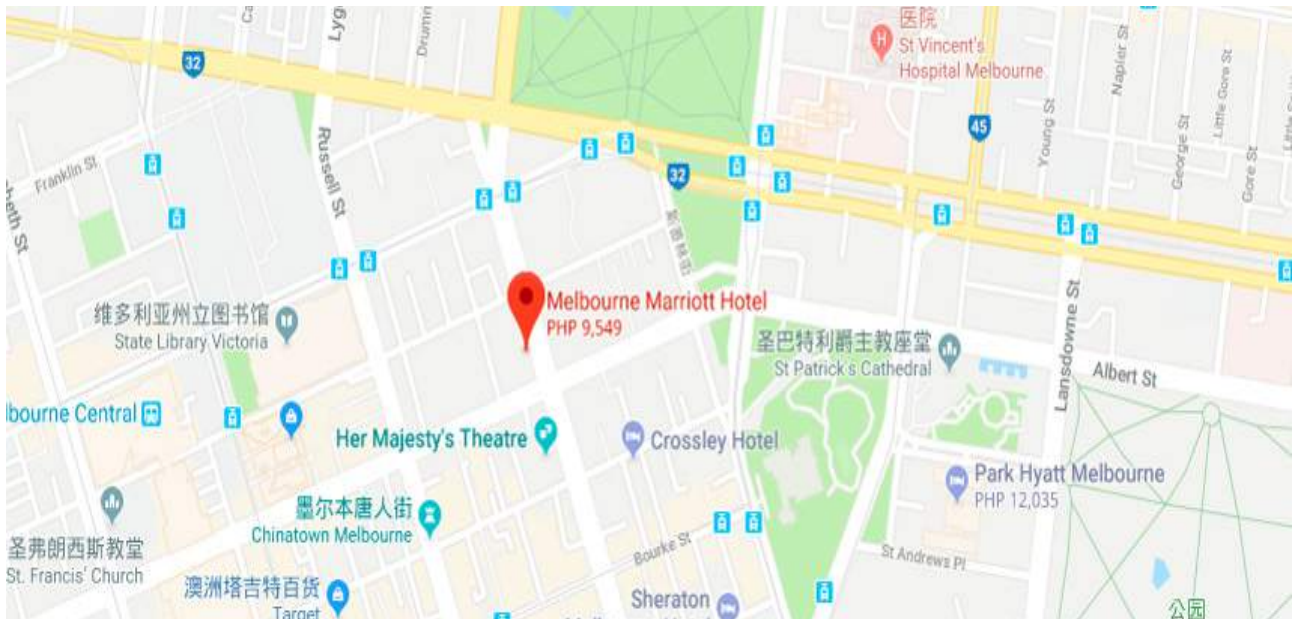 医院
St Vincent's
Hospital Melbourne
32
Lyg
Drumm
Ca
45
Napier St
Little Gore St
Young St
George St
Gore St
Franklin St
Russell St
beth St
32
Melbourne Marriott Hotel
PHP 9,549
维多利亚州立图书馆
State Library Victoria
圣巴特利爵主教座堂
St Patrick's Cathedral
Lansdowne St
Albert St
lbourne Central
Her Majesty's Theatre
Crossley Hotel
Park Hyatt Melbourne
PHP 12,035
墨尔本唐人街
Chinatown Melbourne
圣弗朗西斯教堂
St. Francis' Church
Bourke St
St Andrews Pl
澳洲塔吉特百货
Target
Sheraton
公园